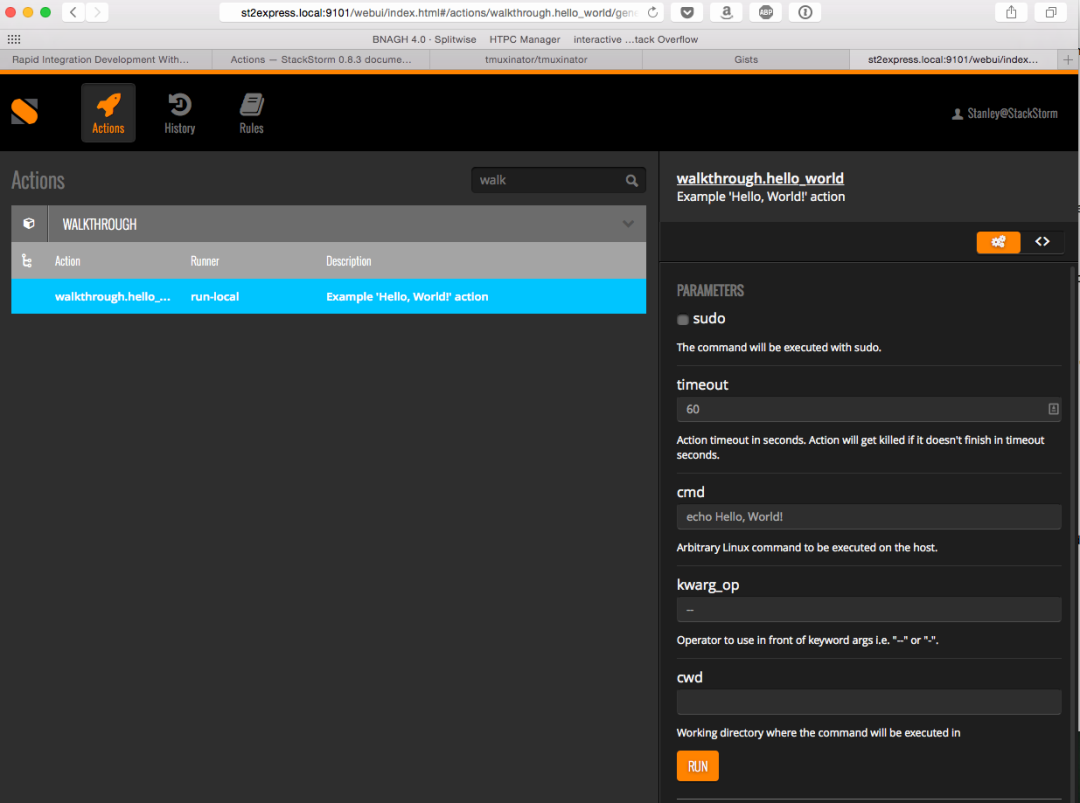 st2express.local:9101/webui/index.html#/actions/walkthrough.hello_world/gene
ABP
BNAGH 4.0 - Splitwise HTPC Manager interactive ...tack Overflow
Rapid Integration Development With... Actions — StackStorm 0.8.3 docume... tmuxinator/tmuxinator Gists st2express.local:9101/webui/index...
Actions History Rules Stanley@StackStorm
Actions
walk
WALKTHROUGH
Action Runner Description
walkthrough.hello_... run-local Example 'Hello, World!' action
walkthrough.hello_world
Example 'Hello, World!' action
PARAMETERS
sudo
The command will be executed with sudo.
timeout
60
Action timeout in seconds. Action will get killed if it doesn't finish in timeout
seconds.
cmd
echo Hello, World!
Arbitrary Linux command to be executed on the host.
kwarg_op
--
Operator to use in front of keyword args i.e. "--" or "-".
cwd
Working directory where the command will be executed in
RUN